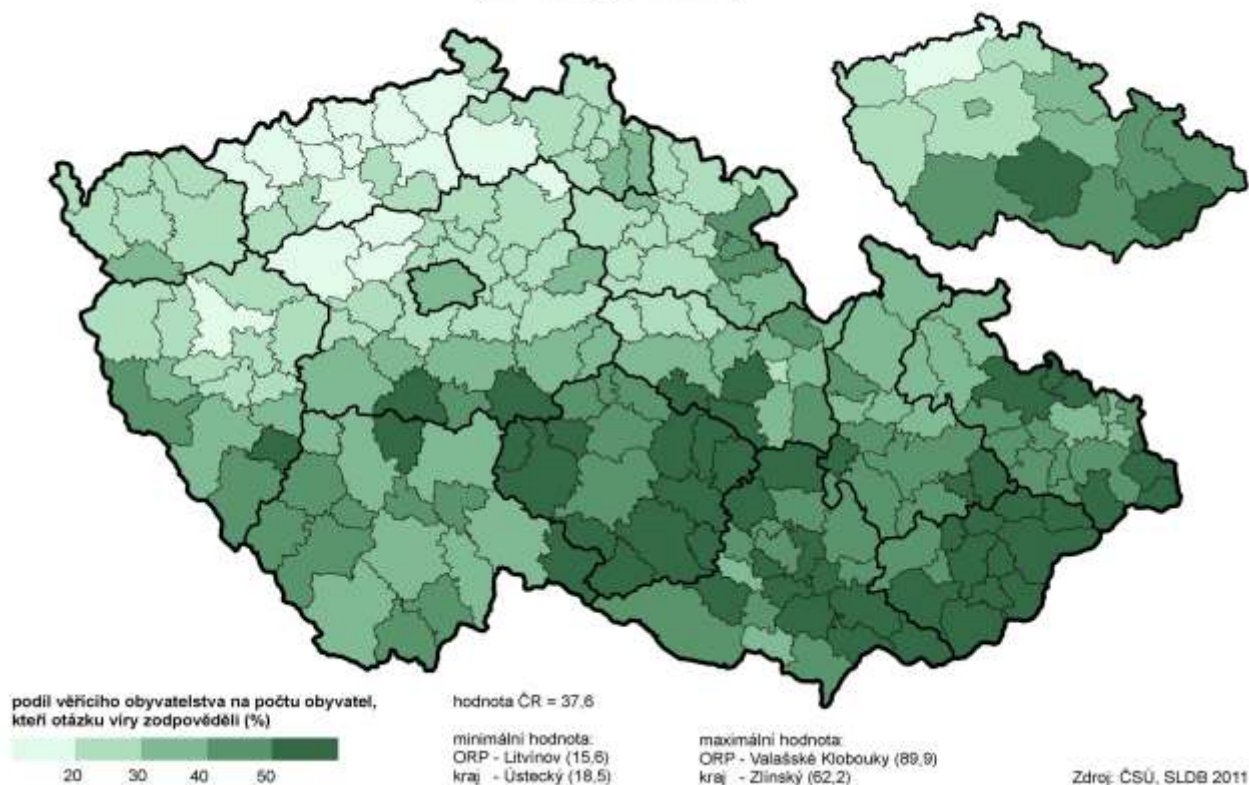 podíl věřícího obyvatelstva na počtu obyvatel,
kteří otázku víry zodpověděli (%)
20 30 40 50
hodnota ČR = 37,6
minimální hodnota:
ORP - Litvínov (15,6)
kraj - Ústecký (18,5)
maximální hodnota:
ORP - Valašské Klobouky (89,9)
kraj - Zlínský (62,2)
Zdroj: ČSÚ, SLDB 2011